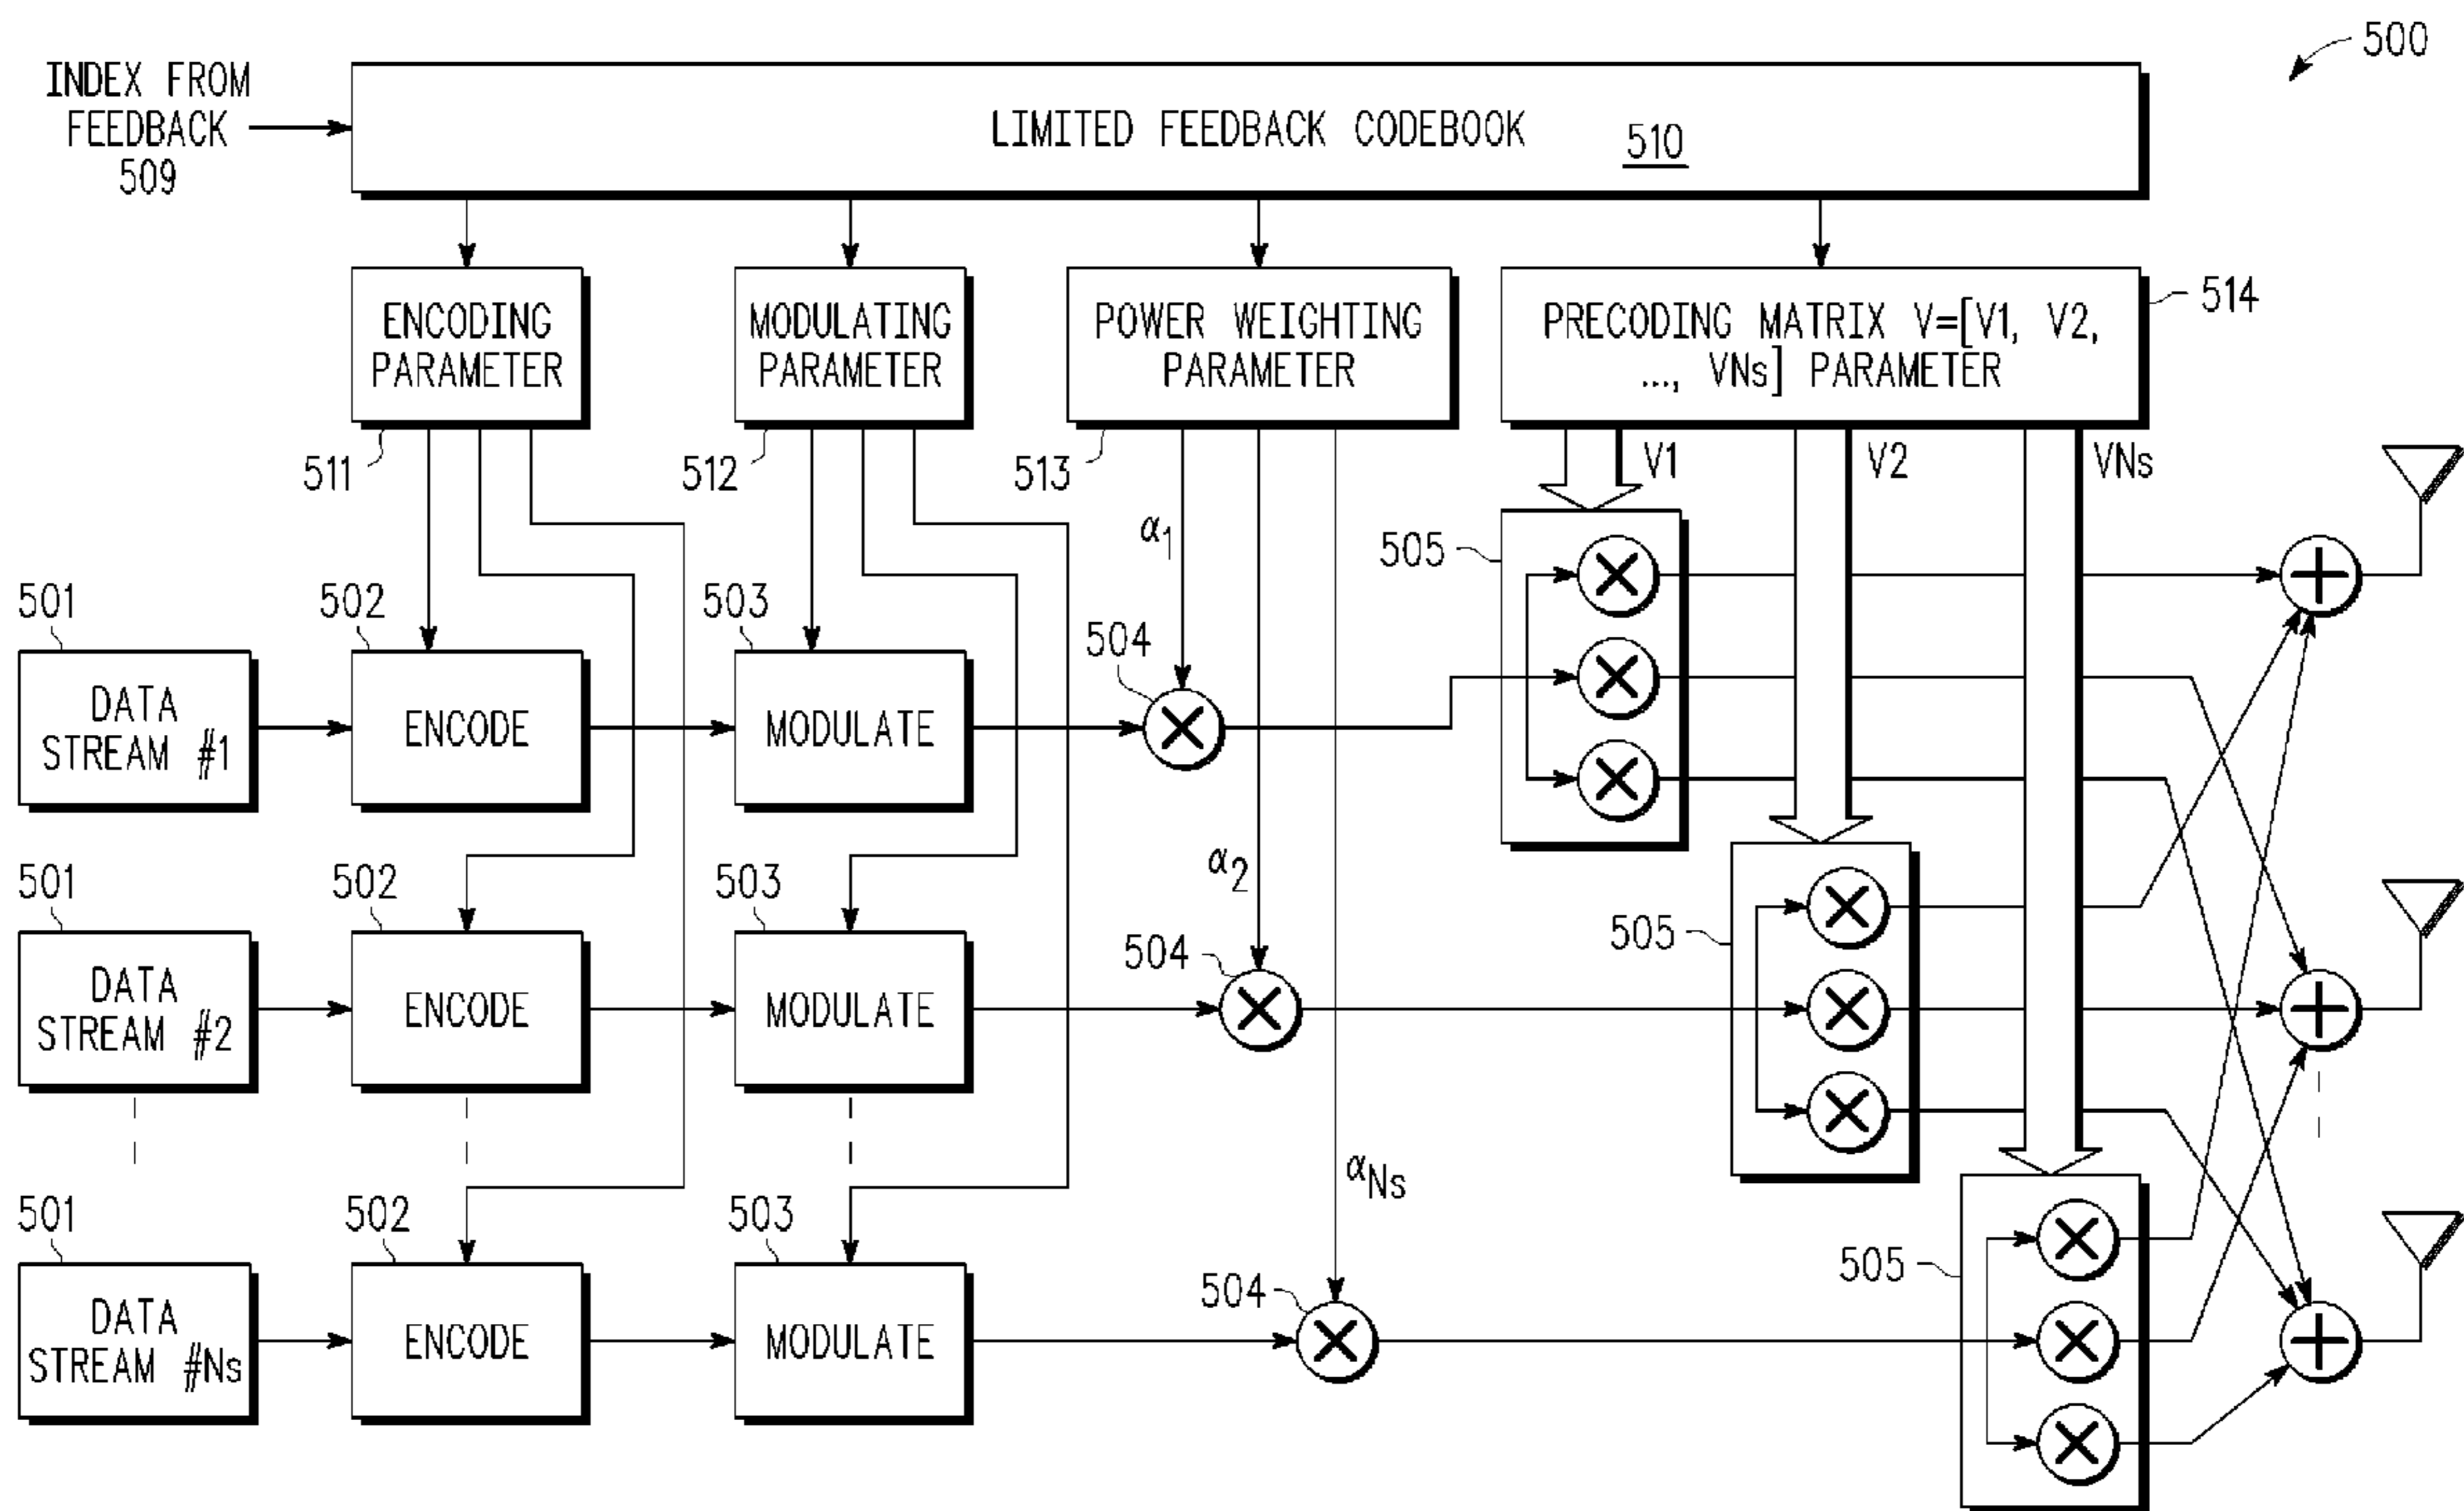 500
INDEX FROM
FEEDBACK
509
LIMITED FEEDBACK CODEBOOK 510
ENCODING
PARAMETER
511
MODULATING
PARAMETER
512
POWER WEIGHTING
PARAMETER
513
PRECODING MATRIX V=[V1, V2,
..., VNs] PARAMETER
514
V1
V2
VNs
α1
α2
αNs
501
DATA
STREAM #1
502
ENCODE
503
MODULATE
504
505
501
DATA
STREAM #2
502
ENCODE
503
MODULATE
504
505
501
DATA
STREAM #Ns
502
ENCODE
503
MODULATE
504
505